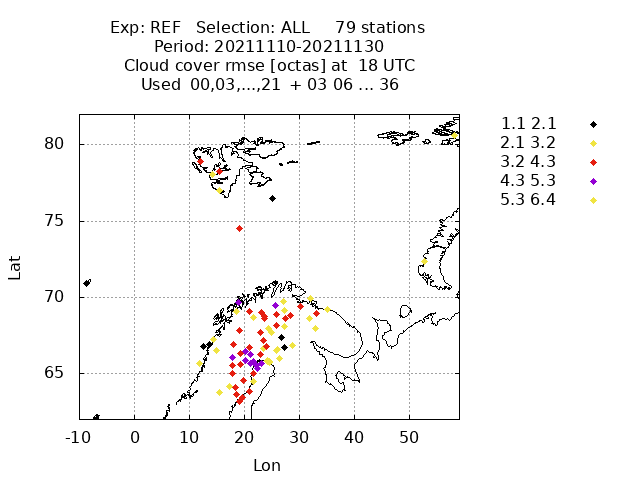 Exp: REF Selection: ALL 79 stations
Period: 20211110-20211130
Cloud cover rmse [octas] at 18 UTC
Used 00,03,...,21 + 03 06 ... 36
1.1 2.1
2.1 3.2
3.2 4.3
4.3 5.3
5.3 6.4
80
75
70
65
Lat
-10 0 10 20 30 40 50
Lon